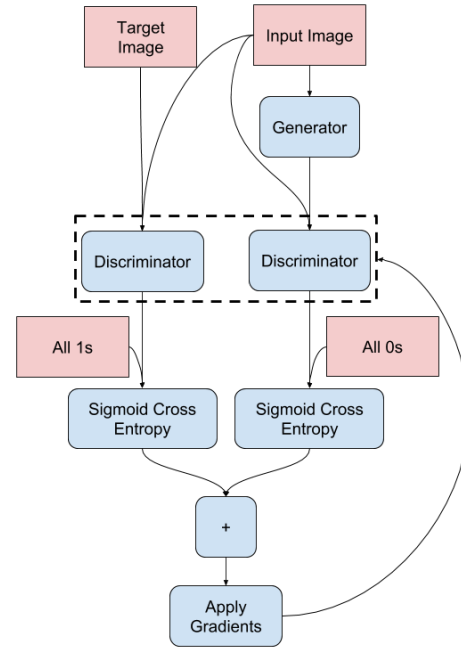 Target
Image
Input Image
Generator
Discriminator
Discriminator
All 1s
All 0s
Sigmoid Cross
Entropy
Sigmoid Cross
Entropy
+
Apply
Gradients